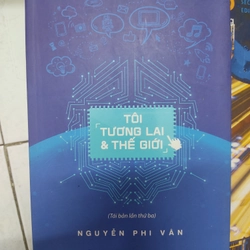 TÔI
TƯƠNG LAI
& THẾ GIỚI
(Tái bản lần thứ ba)
NGUYỄN PHI VÂN